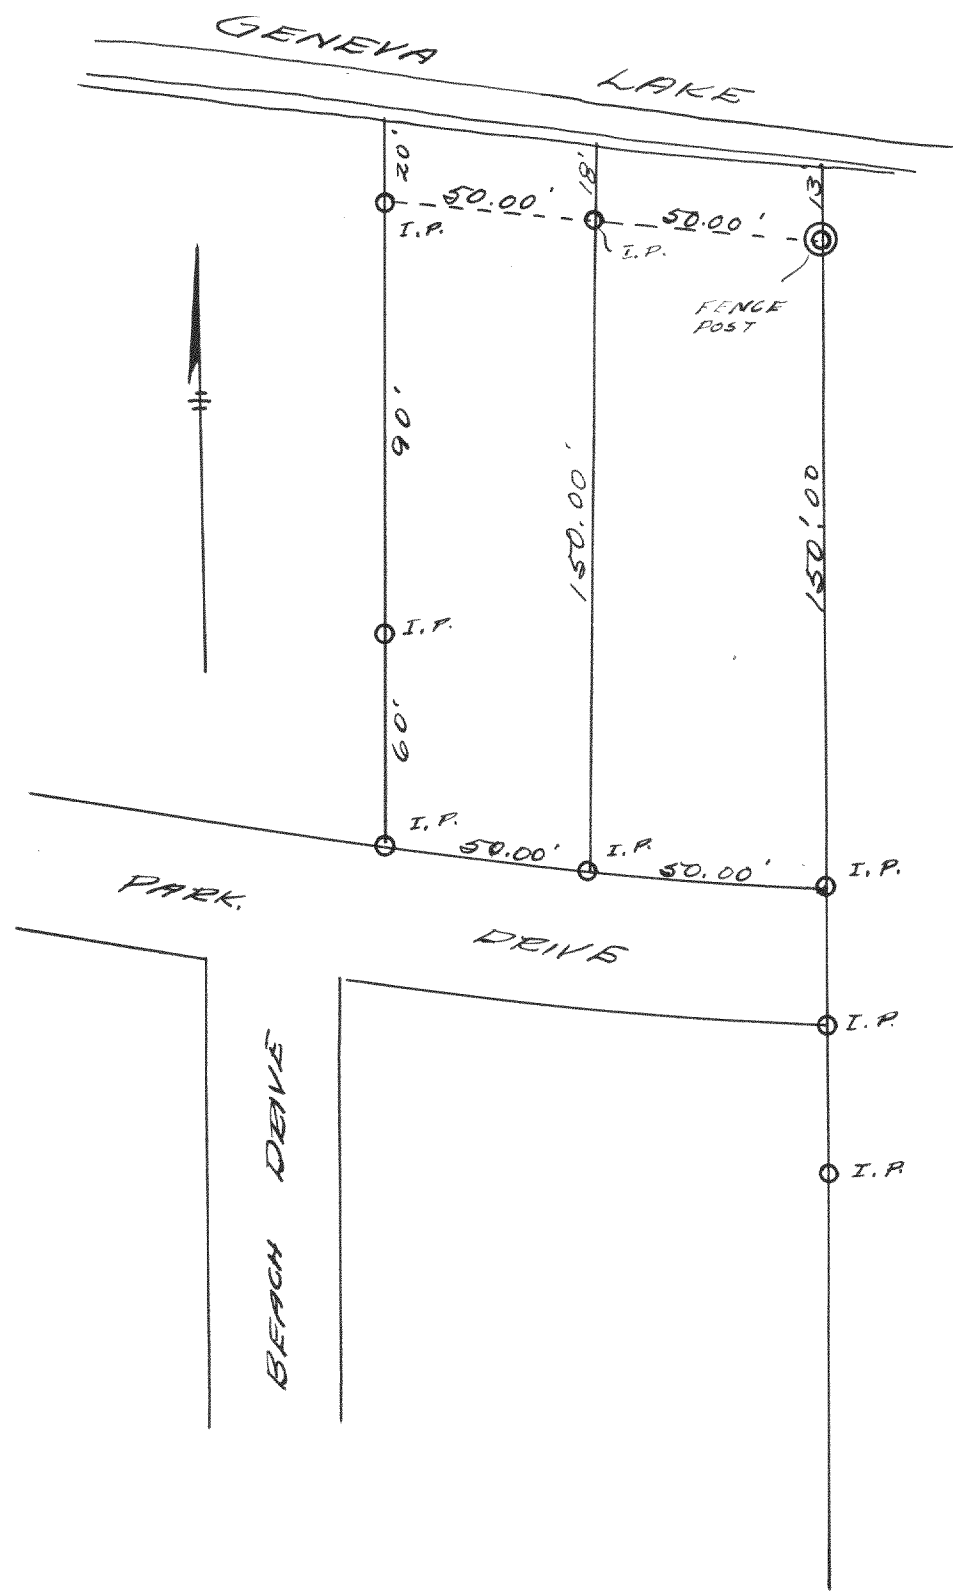 GENEVA LAKE
20'
18'
13'
50.00'
50.00'
I.P.
I.P.
FENCE
POST
90'
150.00'
150'.00
I.P.
60'
I.P.
50.00'
I.P.
50.00'
I.P.
PARK. DRIVE
I.P.
BEACH DRIVE
I.P.